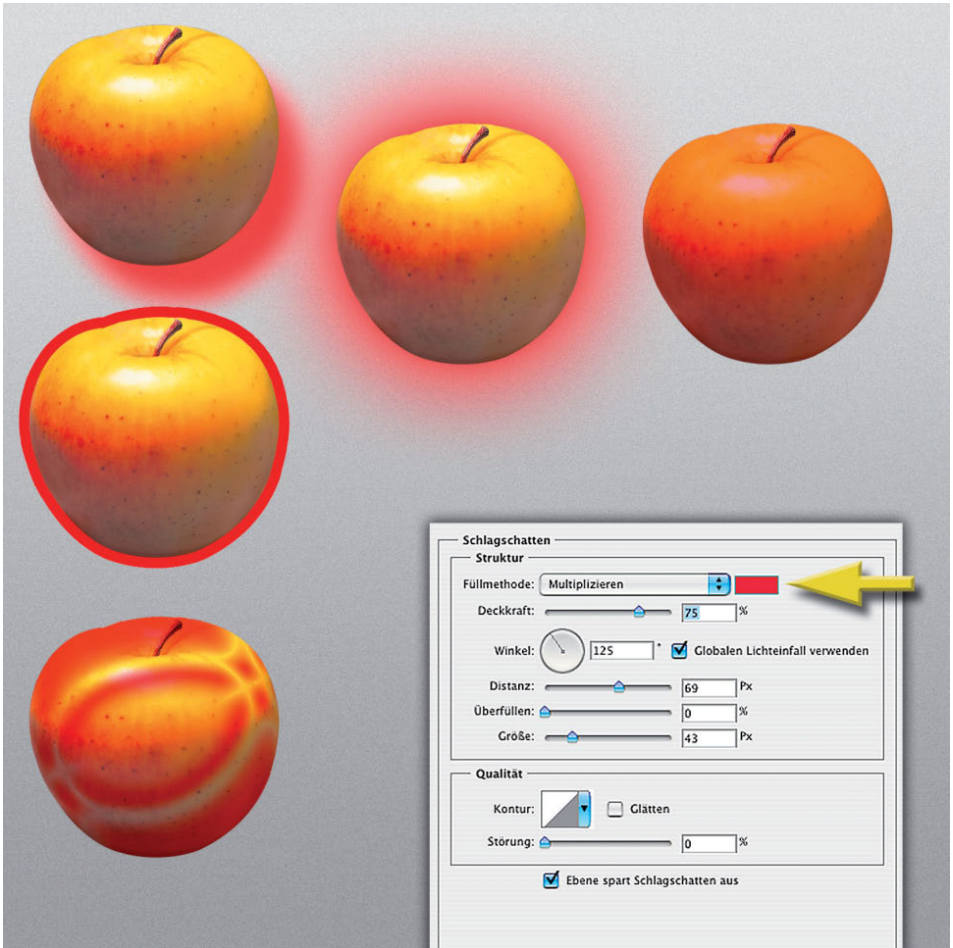 Schlagschatten
Struktur
Füllmethode: Multiplizieren
Deckkraft: 75 %
Winkel: 125 ° Globalen Lichteinfall verwenden
Distanz: 69 Px
Überfüllen: 0 %
Größe: 43 Px
Qualität
Kontur: Glätten
Störung: 0 %
Ebene spart Schlagschatten aus